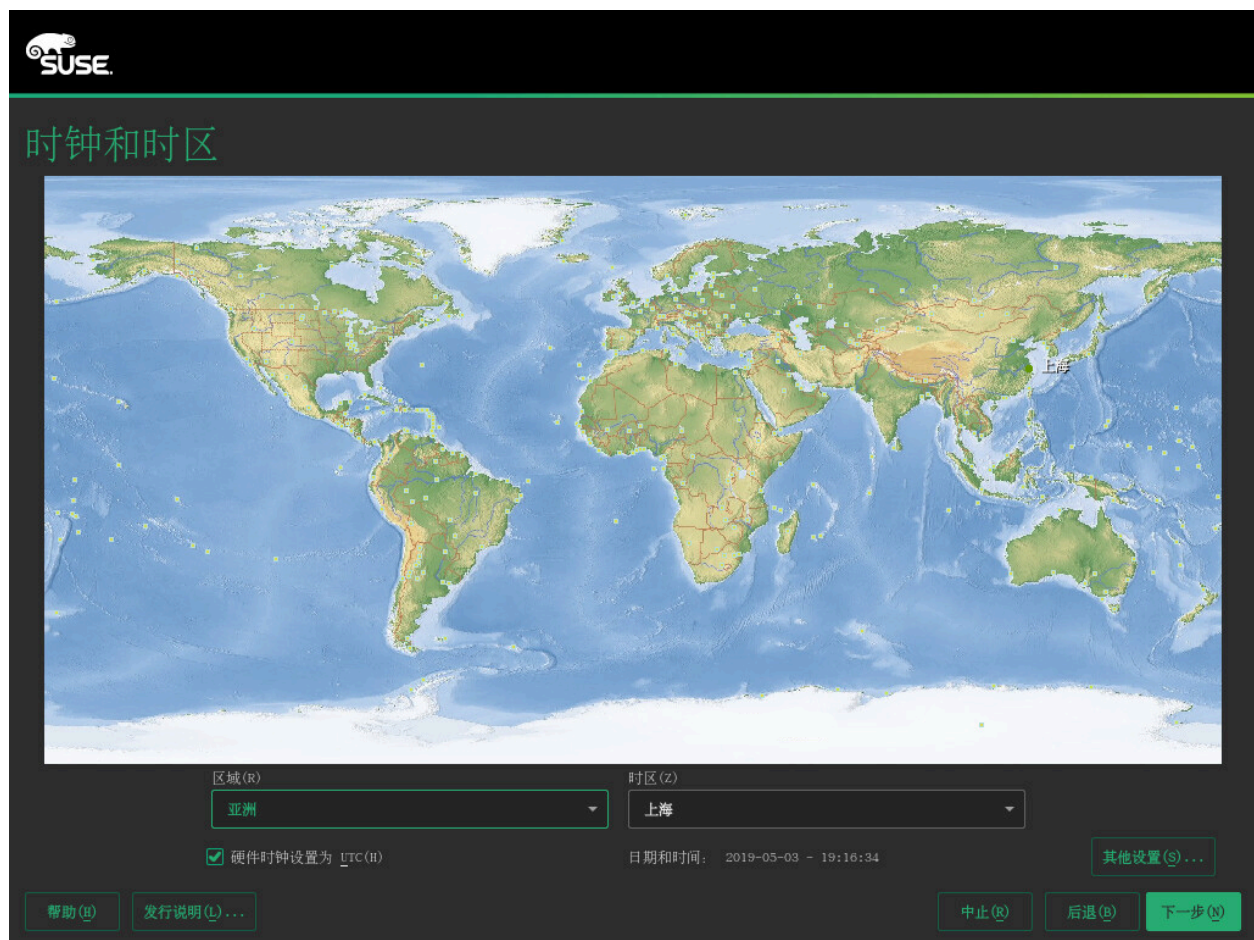 SUSE.
时钟和时区
上海
区域(R)
时区(Z)
亚洲
上海
硬件时钟设置为 UTC(H)
日期和时间： 2019-05-03 - 19:16:34
其他设置(S)...
帮助(H)
发行说明(L)...
中止(R)
后退(B)
下一步(N)